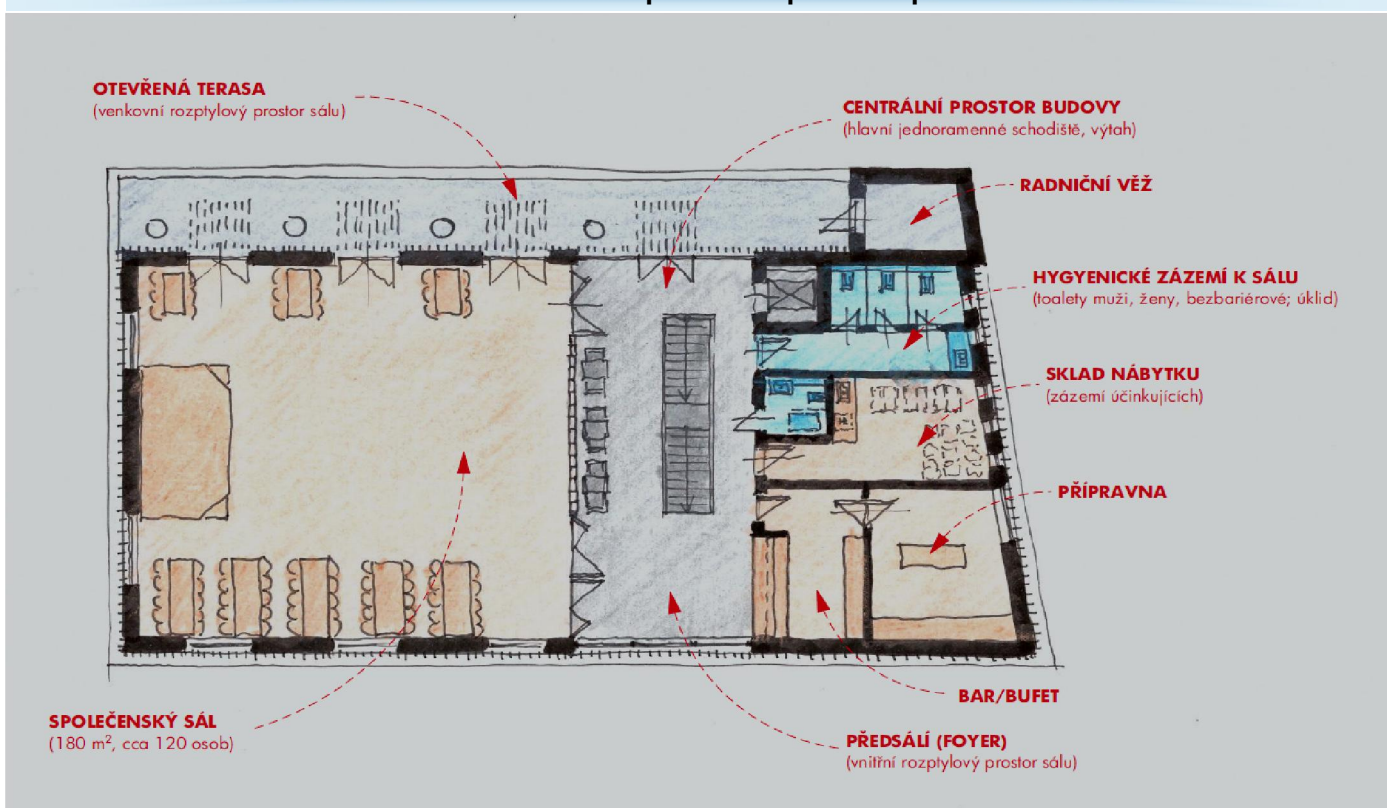 OTEVŘENÁ TERASA
(venkovní rozptylový prostor sálu)
CENTRÁLNÍ PROSTOR BUDOVY
(hlavní jednoramenné schodiště, výtah)
RADNIČNÍ VĚŽ
HYGYENICKÉ ZÁZEMÍ K SÁLU
(toalety muži, ženy, bezbariérové; úklid)
SKLAD NÁBYTKU
(zázemí účinkujících)
PŘÍPRAVNA
BAR/BUFET
SPOLEČENSKÝ SÁL
(180 m², cca 120 osob)
PŘEDSÁLÍ (FOYER)
(vnitřní rozptylový prostor sálu)